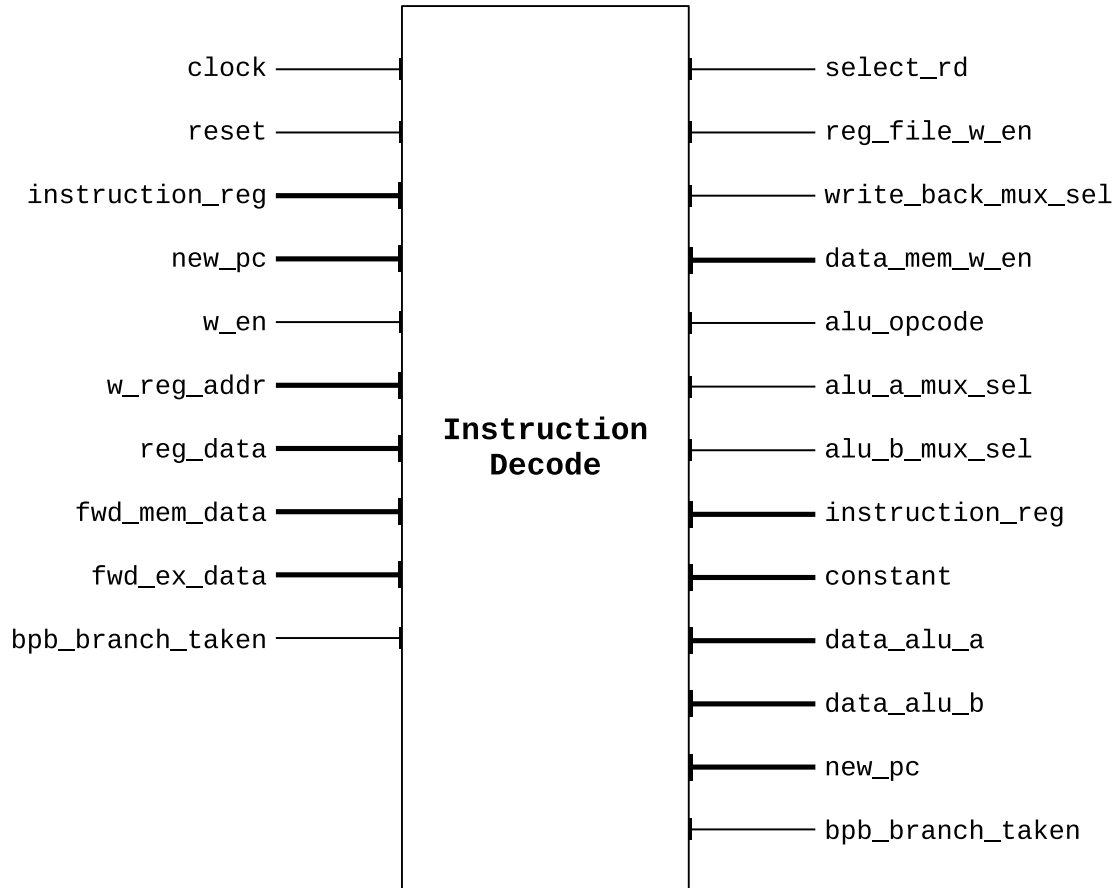 clock
reset
instruction_reg
new_pc
w_en
w_reg_addr
reg_data
fwd_mem_data
fwd_ex_data
bpb_branch_taken
Instruction
Decode
select_rd
reg_file_w_en
write_back_mux_sel
data_mem_w_en
alu_opcode
alu_a_mux_sel
alu_b_mux_sel
instruction_reg
constant
data_alu_a
data_alu_b
new_pc
bpb_branch_taken